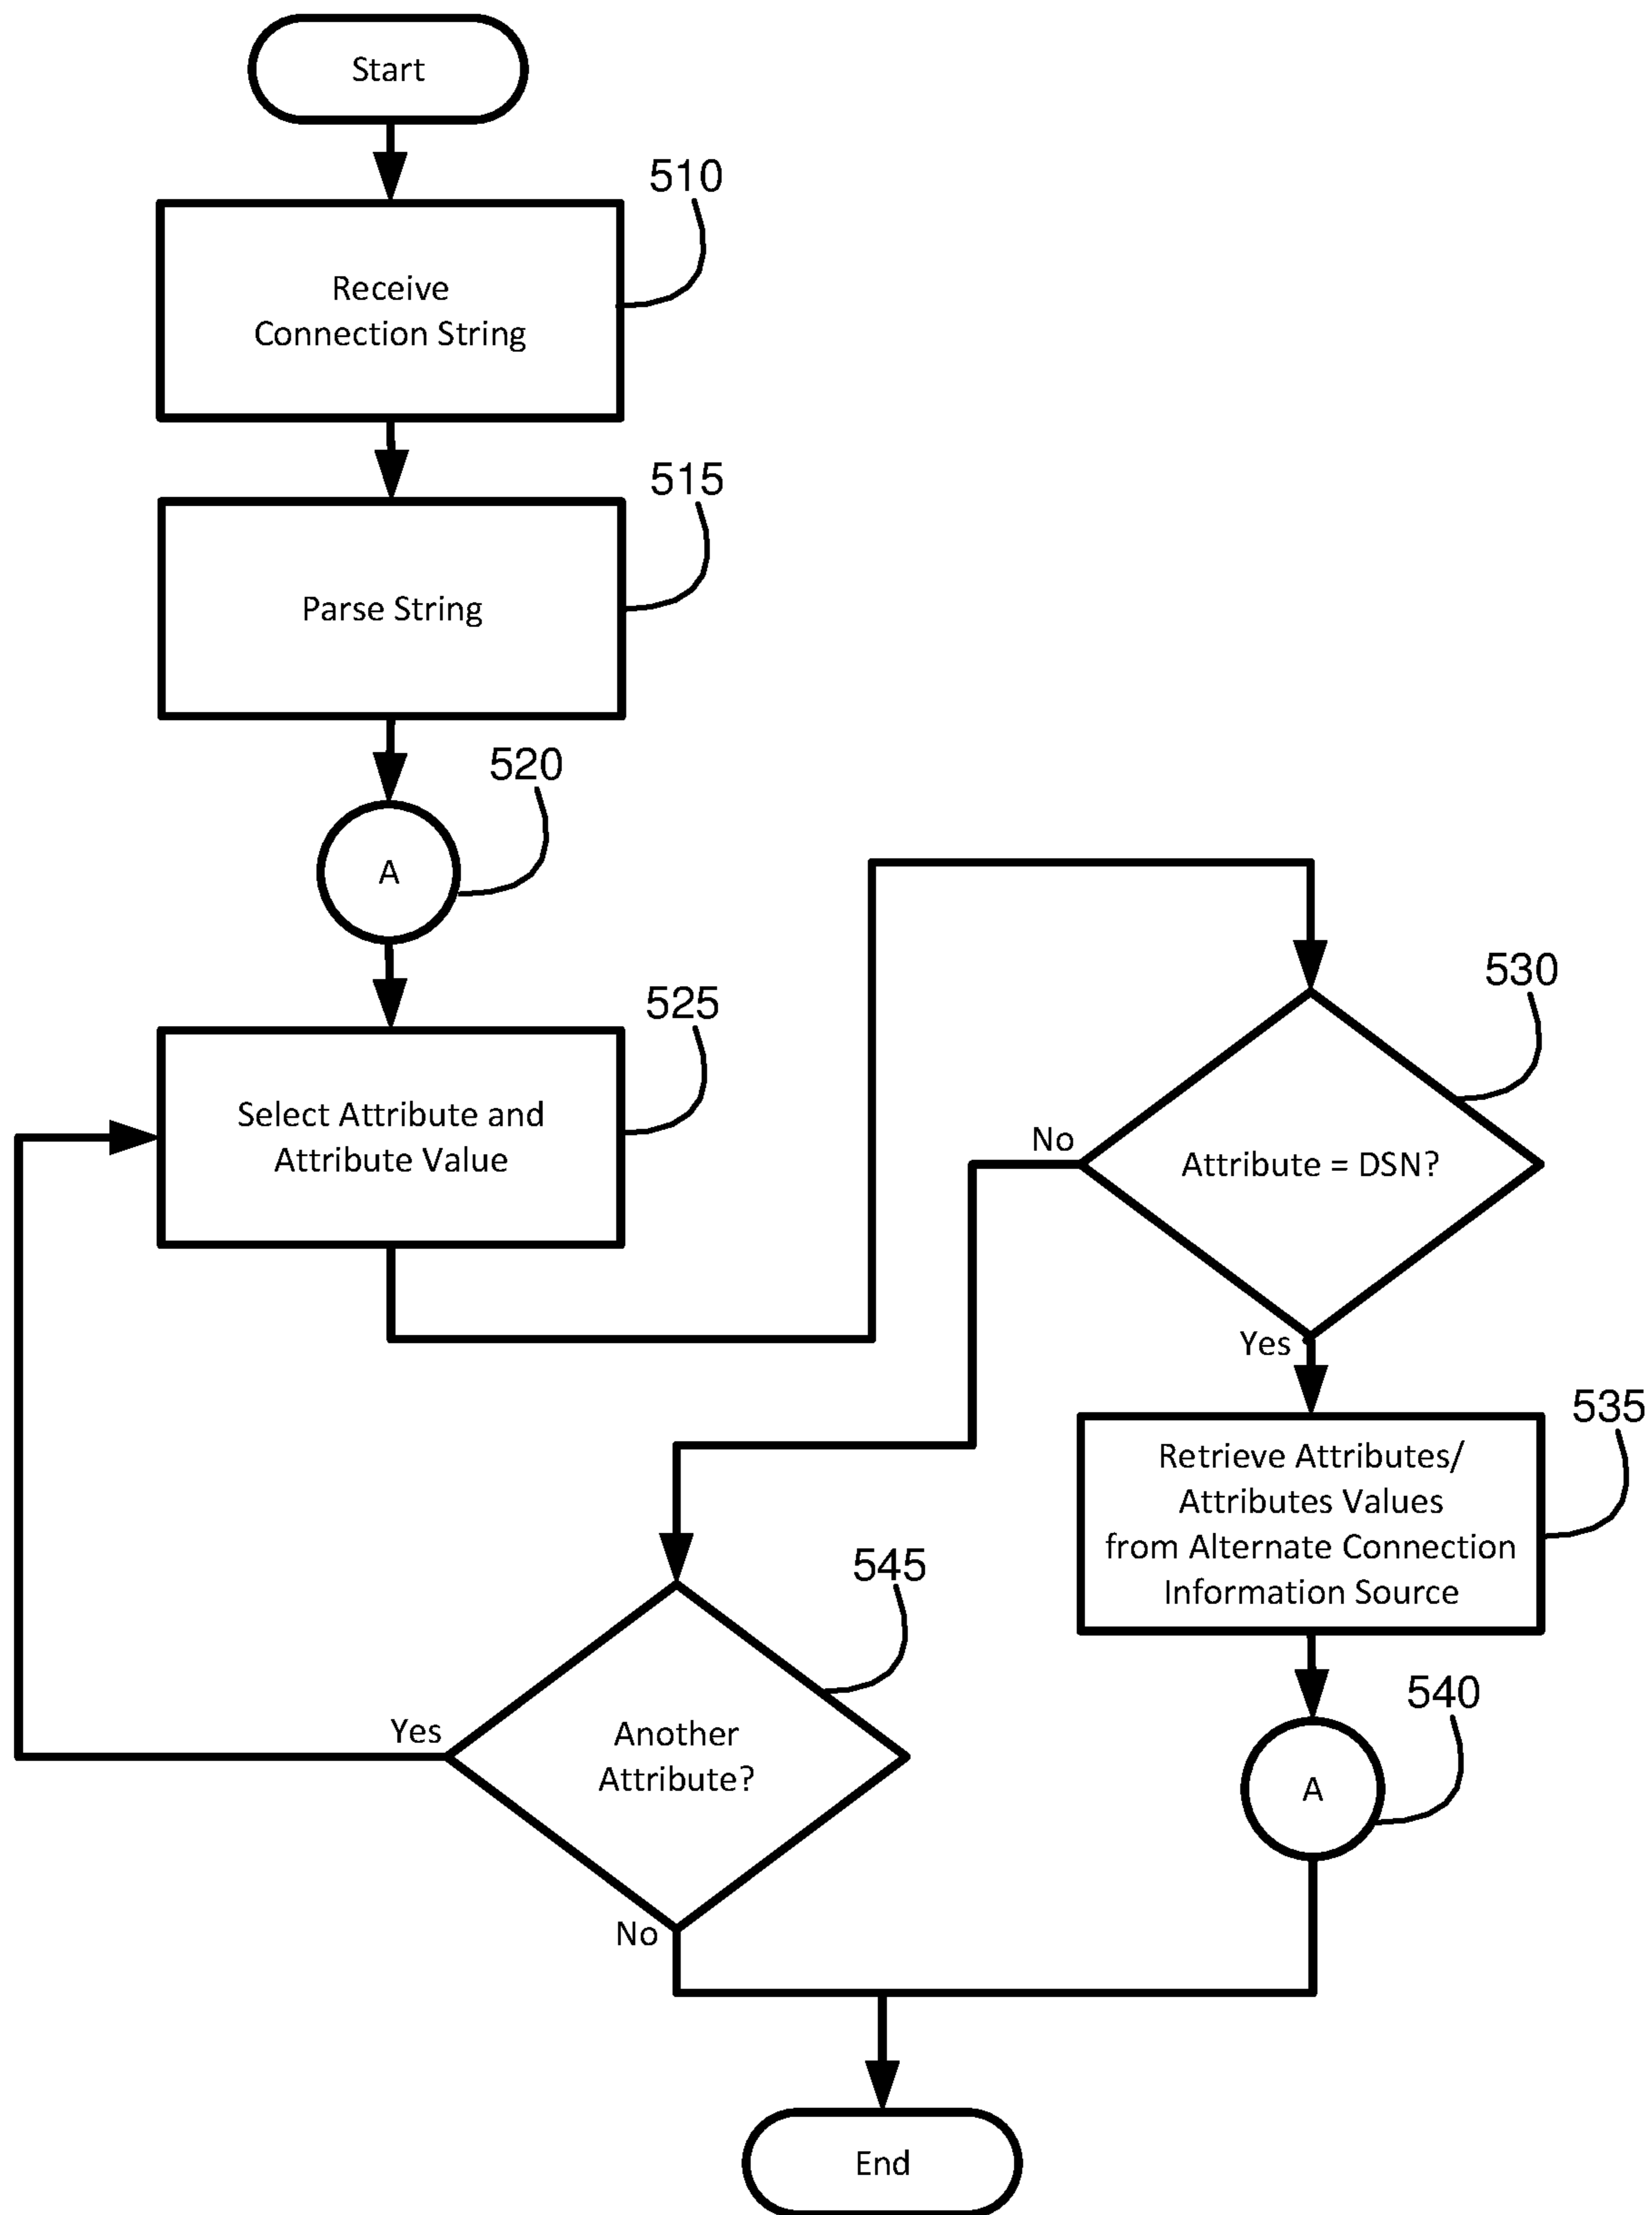 Start
510
Receive
Connection String
515
Parse String
520
A
525
Select Attribute and
Attribute Value
530
Attribute = DSN?
No
Yes
535
Retrieve Attributes/
Attributes Values
from Alternate Connection
Information Source
540
A
545
Another
Attribute?
Yes
No
End